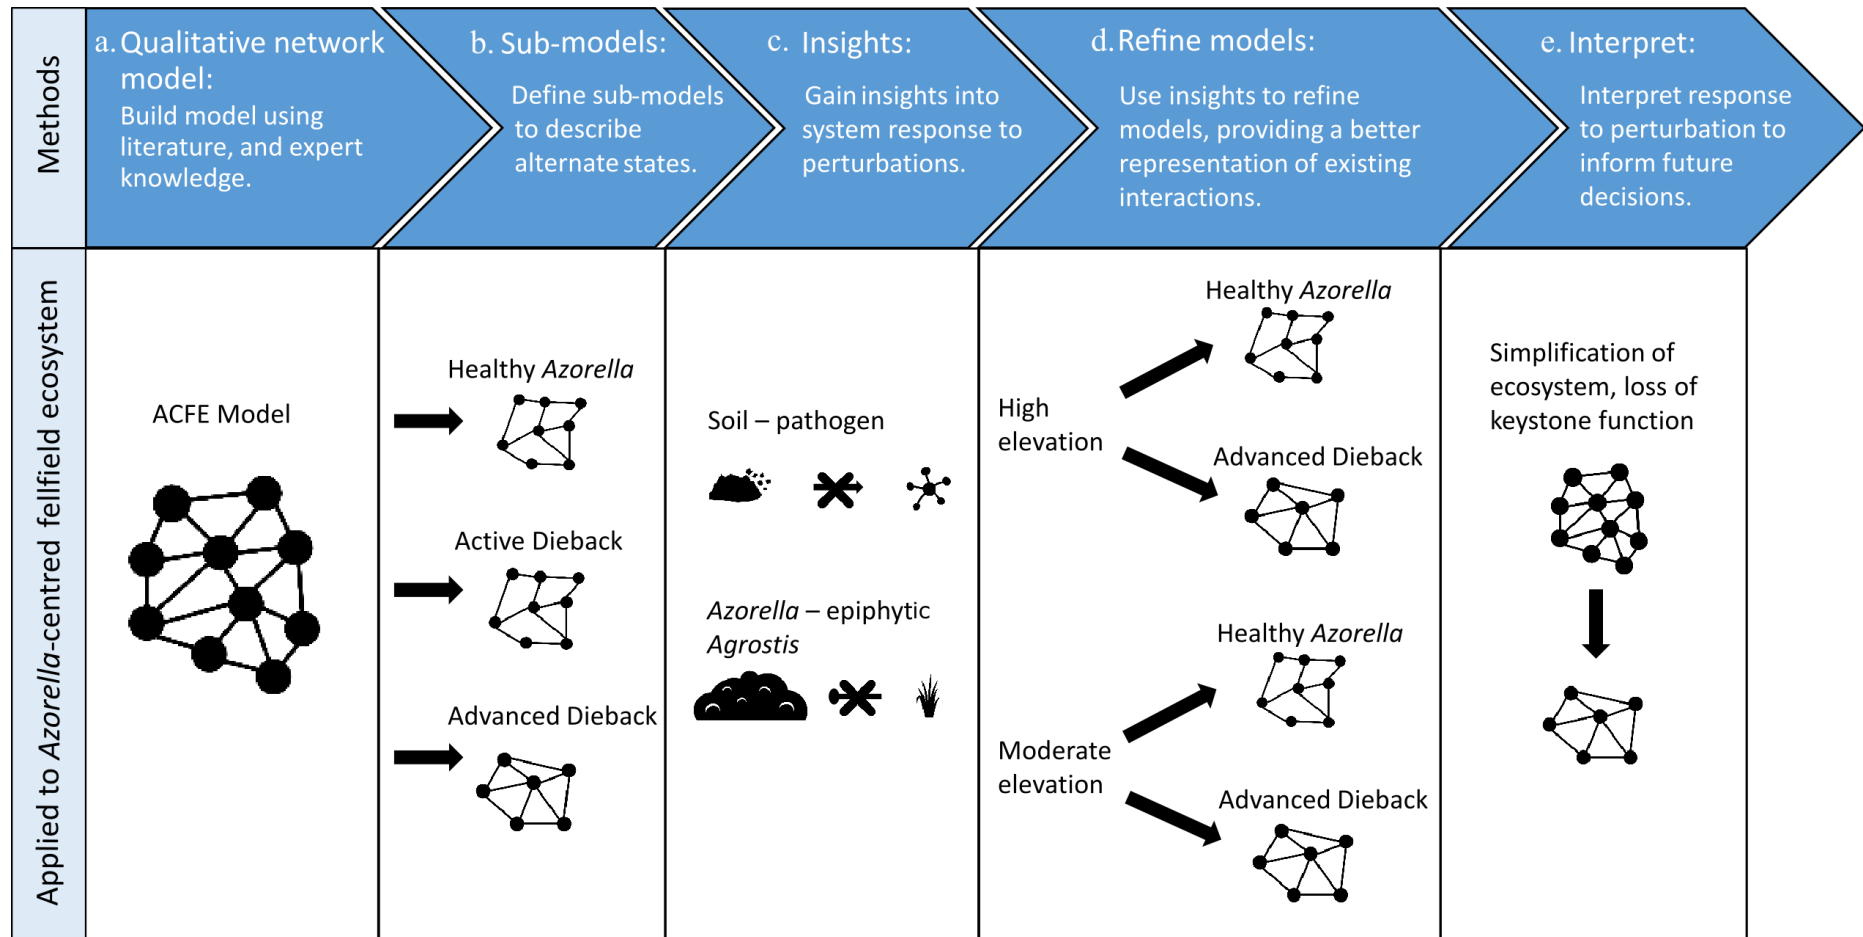 Methods
a. Qualitative network
model:
Build model using
literature, and expert
knowledge.
b. Sub-models:
Define sub-models
to describe
alternate states.
c. Insights:
Gain insights into
system response to
perturbations.
d. Refine models:
Use insights to refine
models, providing a better
representation of existing
interactions.
e. Interpret:
Interpret response
to perturbation to
inform future
decisions.
Applied to Azorella-centred fellfield ecosystem
ACFE Model
Healthy Azorella
Active Dieback
Advanced Dieback
Soil – pathogen
Azorella – epiphytic
Agrostis
High
elevation
Healthy Azorella
Advanced Dieback
Moderate
elevation
Healthy Azorella
Advanced Dieback
Simplification of
ecosystem, loss of
keystone function